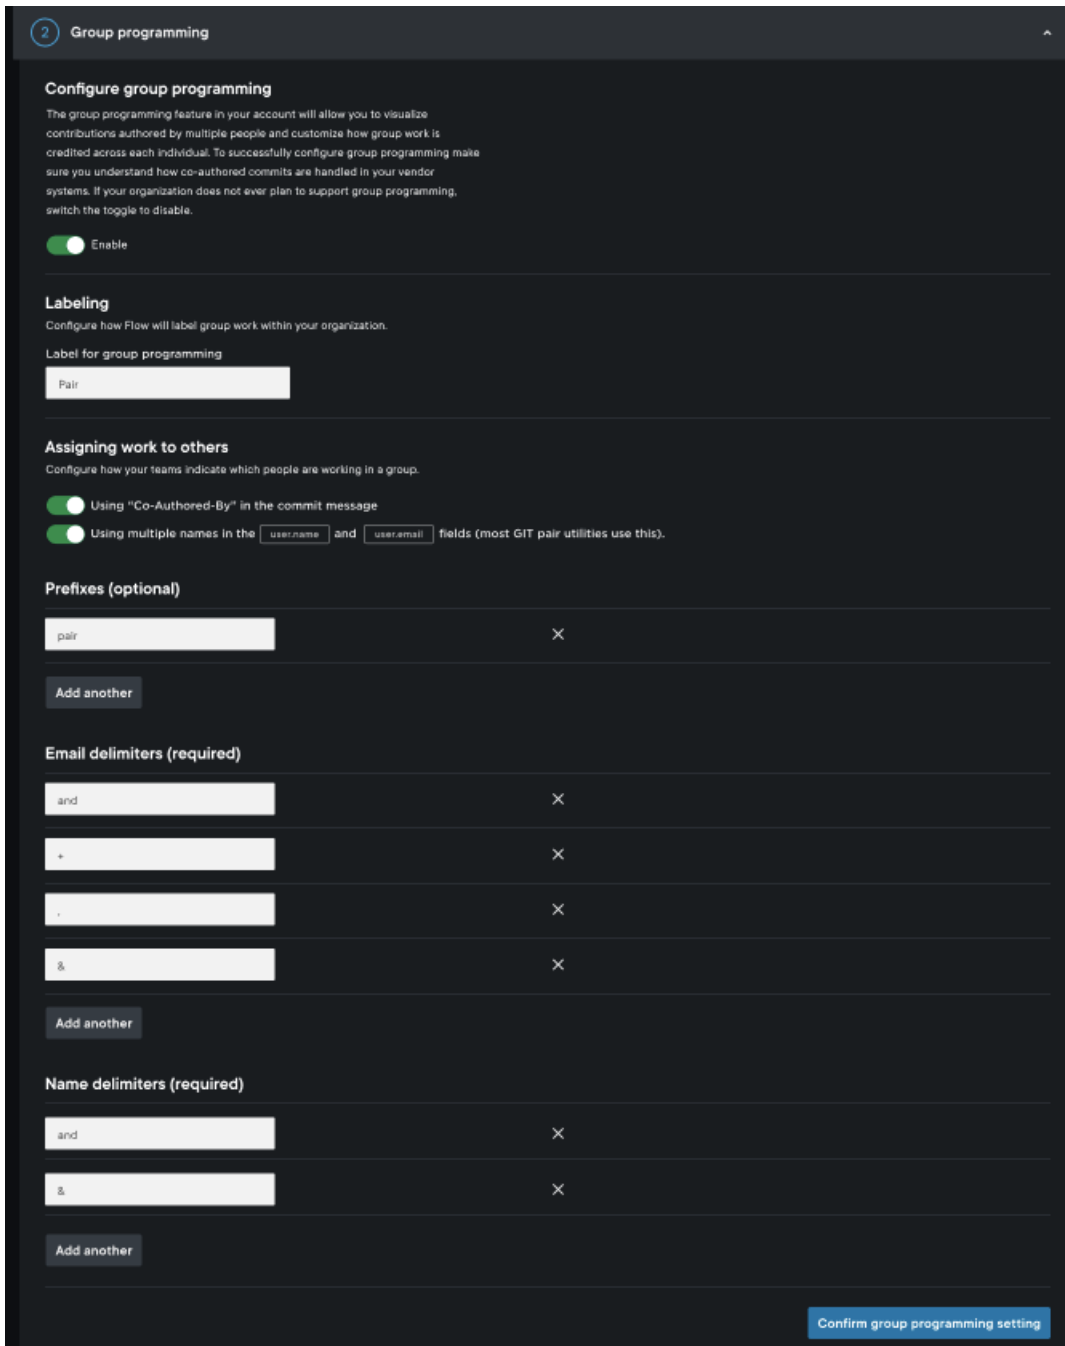 2 Group programming
Configure group programming
The group programming feature in your account will allow you to visualize
contributions authored by multiple people and customize how group work is
credited across each individual. To successfully configure group programming make
sure you understand how co-authored commits are handled in your vendor
systems. If your organization does not ever plan to support group programming,
switch the toggle to disable.
Enable
Labeling
Configure how Flow will label group work within your organization.
Label for group programming
Pair
Assigning work to others
Configure how your teams indicate which people are working in a group.
Using "Co-Authored-By" in the commit message
Using multiple names in the user.name and user.email fields (most GIT pair utilities use this).
Prefixes (optional)
pair
Add another
Email delimiters (required)
and
+
,
&
Add another
Name delimiters (required)
and
&
Add another
Confirm group programming setting